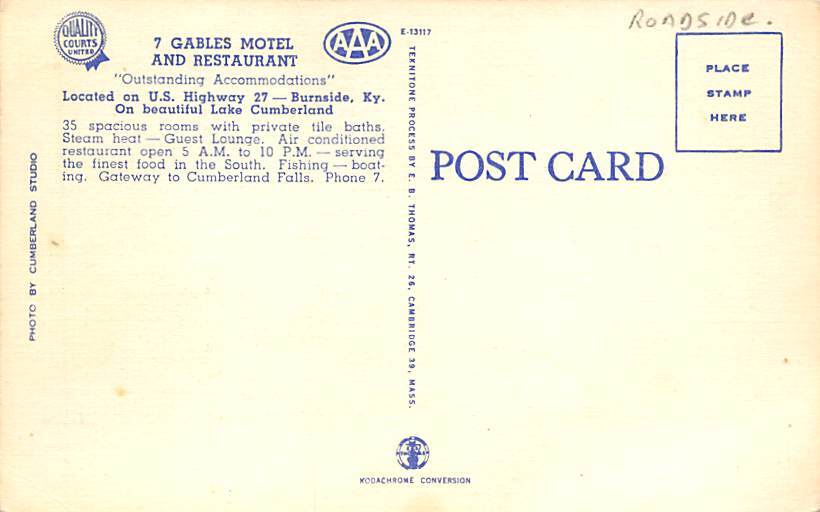 ROADSIDE.
QUALITY
COURTS
UNITED
7 GABLES MOTEL
AND RESTAURANT
AAA
E-13117
"Outstanding Accommodations"
Located on U.S. Highway 27 — Burnside, Ky.
On beautiful Lake Cumberland
35 spacious rooms with private tile baths.
Steam heat — Guest Lounge. Air conditioned
restaurant open 5 A.M. to 10 P.M. — serving
the finest food in the South. Fishing — boat-
ing. Gateway to Cumberland Falls. Phone 7.
PHOTO BY CUMBERLAND STUDIO
TEKNITONE PROCESS BY E. B. THOMAS, RT. 26, CAMBRIDGE 39, MASS.
POST CARD
PLACE
STAMP
HERE
KODACHROME CONVERSION